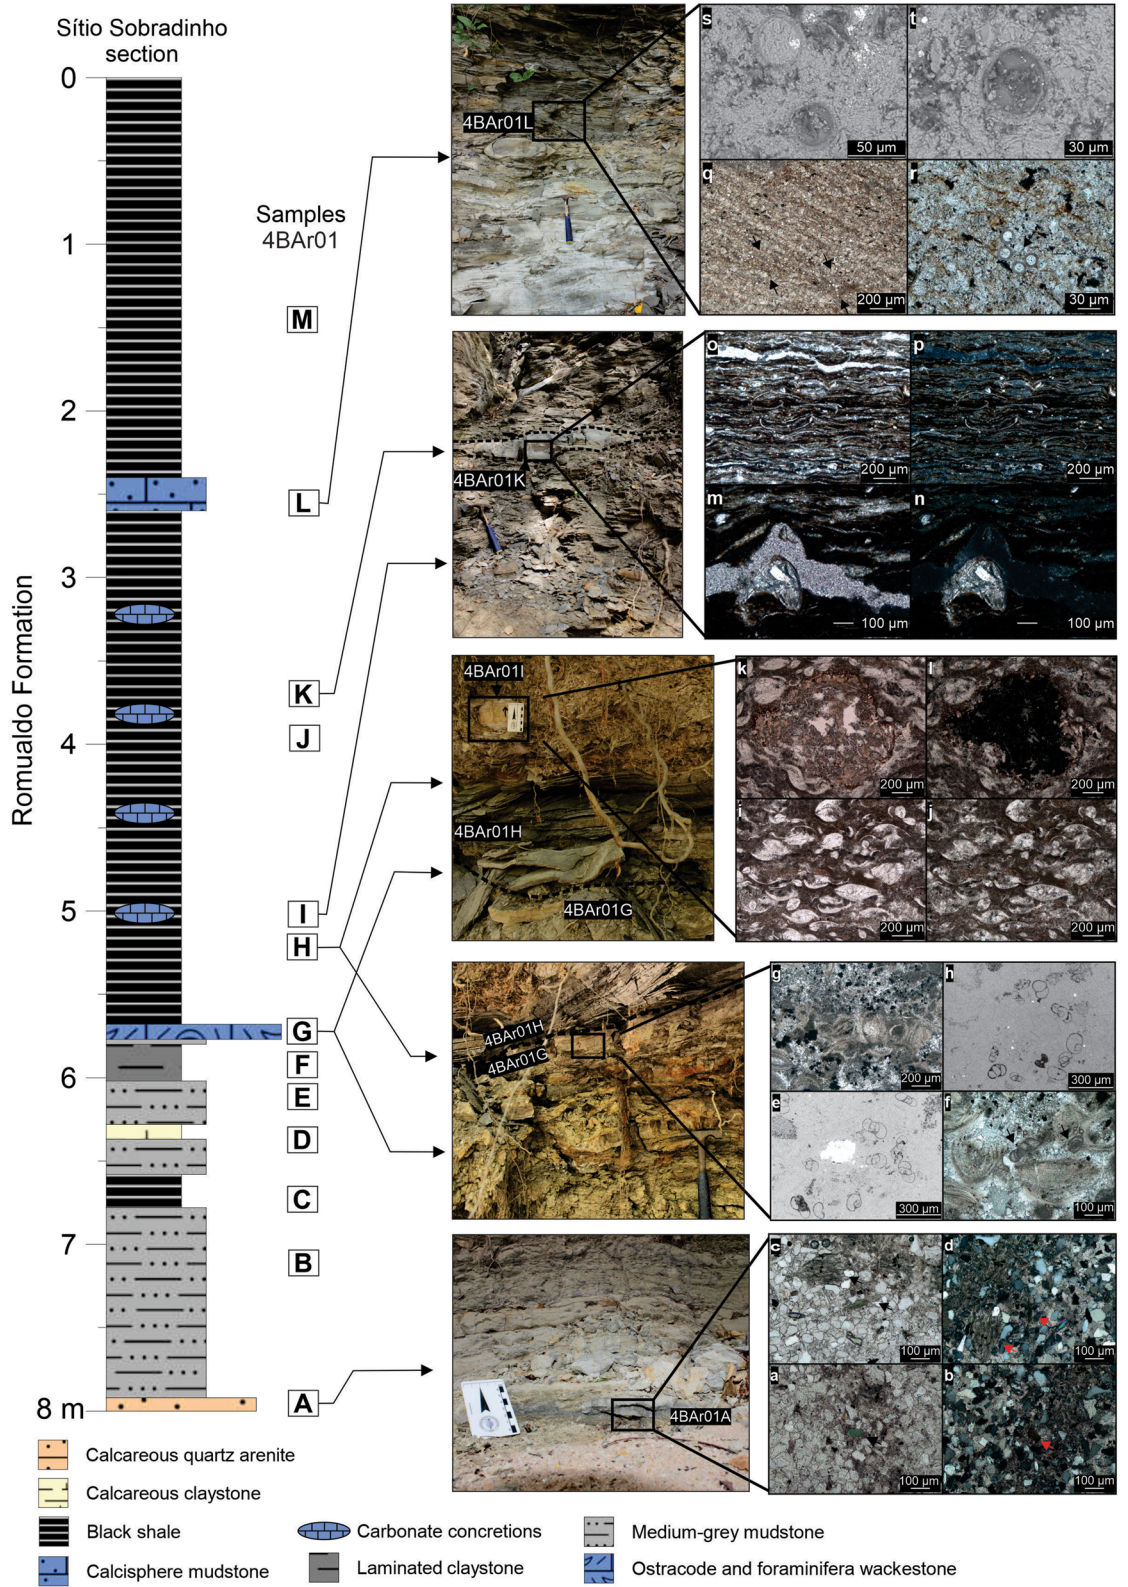 Sítio Sobradinho
section
0
1
2
3
4
5
6
7
8 m
Romualdo Formation
Samples
4BAr01
M
L
K
J
I
H
G
F
E
D
C
B
A
4BAr01L
s
50 µm
t
30 µm
q
200 µm
r
30 µm
4BAr01K
o
200 µm
p
200 µm
m
100 µm
n
100 µm
4BAr01I
4BAr01H
4BAr01G
k
200 µm
l
200 µm
i
200 µm
j
200 µm
4BAr01H
4BAr01G
g
200 µm
h
300 µm
e
300 µm
f
100 µm
4BAr01A
c
100 µm
d
100 µm
a
100 µm
b
100 µm
Calcareous quartz arenite
Calcareous claystone
Black shale
Carbonate concretions
Medium-grey mudstone
Calcisphere mudstone
Laminated claystone
Ostracode and foraminifera wackestone